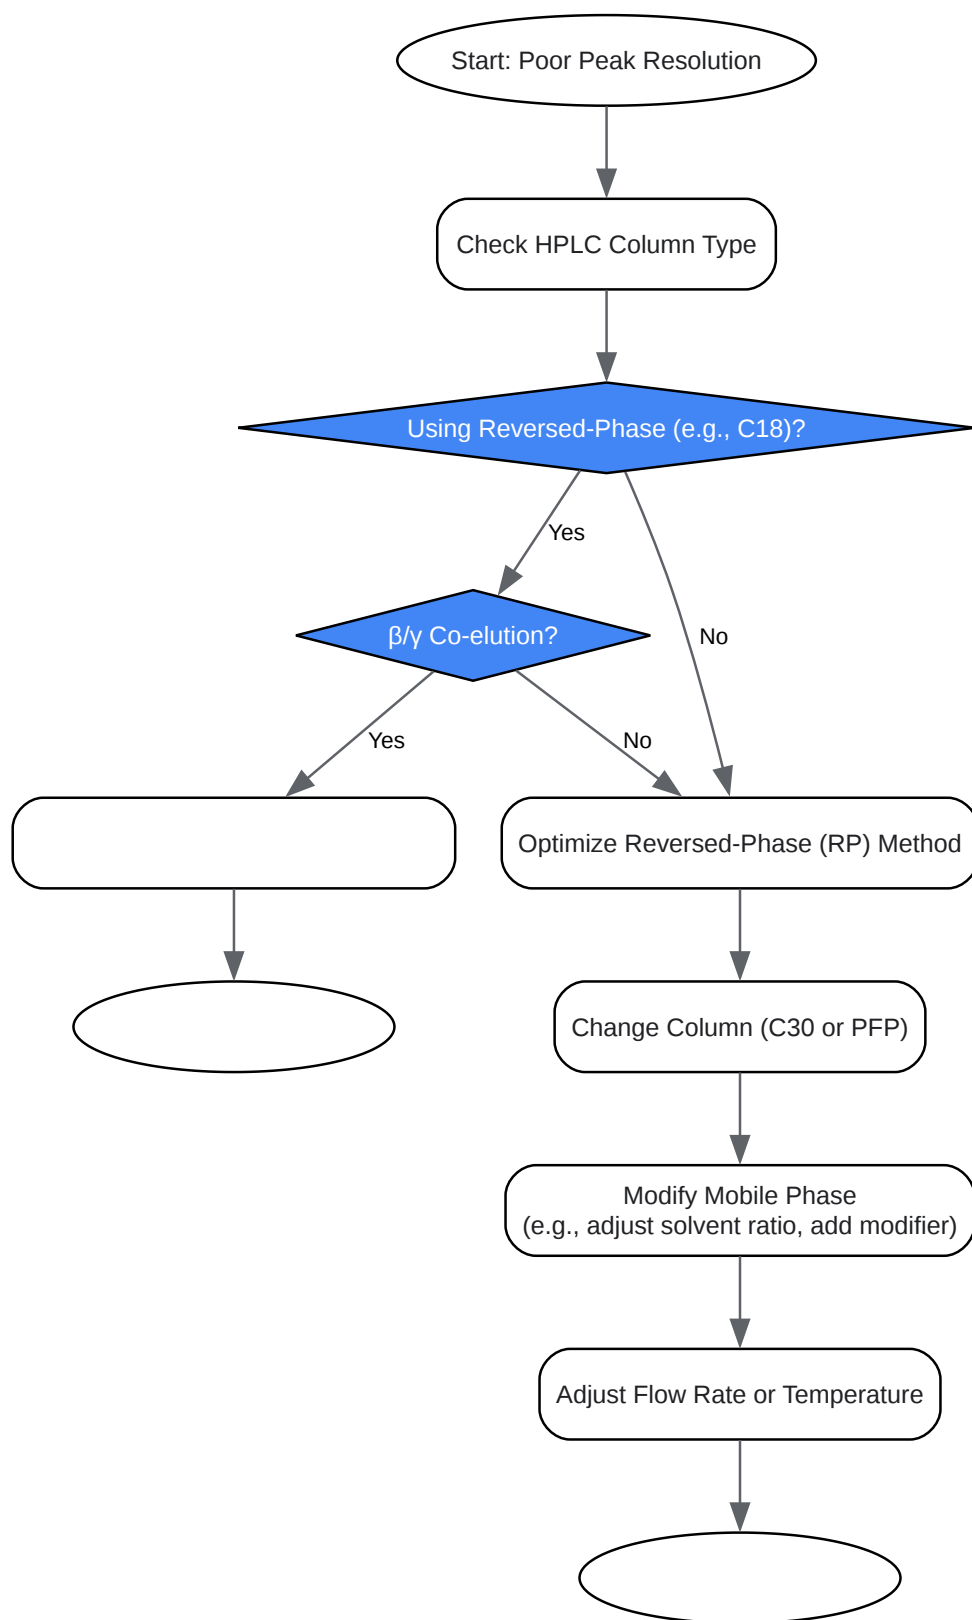 Start: Poor Peak Resolution
Check HPLC Column Type
Using Reversed-Phase (e.g., C18)?
Yes
β/γ Co-elution?
No
Yes
No
Optimize Reversed-Phase (RP) Method
Change Column (C30 or PFP)
Modify Mobile Phase
(e.g., adjust solvent ratio, add modifier)
Adjust Flow Rate or Temperature